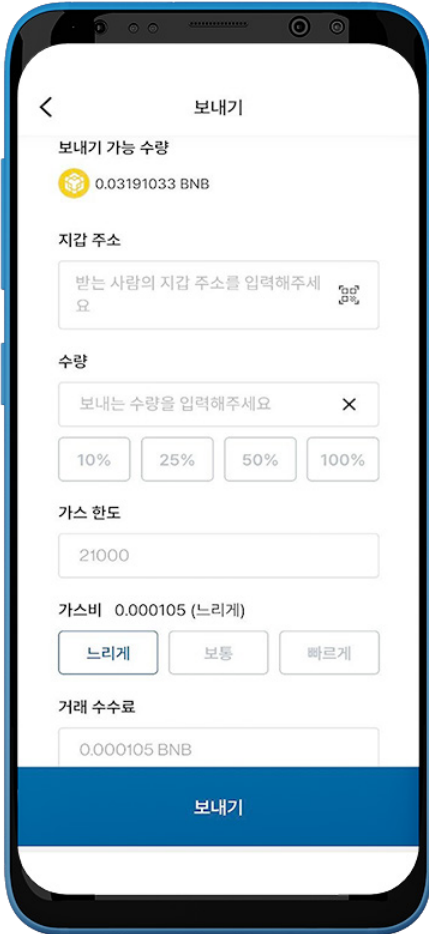 보내기
보내기 가능 수량
0.03191033 BNB
지갑 주소
받는 사람의 지갑 주소를 입력해주세
요
수량
보내는 수량을 입력해주세요
10% 25% 50% 100%
가스 한도
21000
가스비 0.000105 (느리게)
느리게 보통 빠르게
거래 수수료
0.000105 BNB
보내기